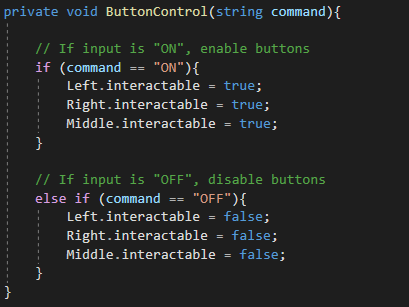 private void ButtonControl(string command){
// If input is "ON", enable buttons
if (command == "ON"){
Left.interactable = true;
Right.interactable = true;
Middle.interactable = true;
}
// If input is "OFF", disable buttons
else if (command == "OFF"){
Left.interactable = false;
Right.interactable = false;
Middle.interactable = false;
}
}